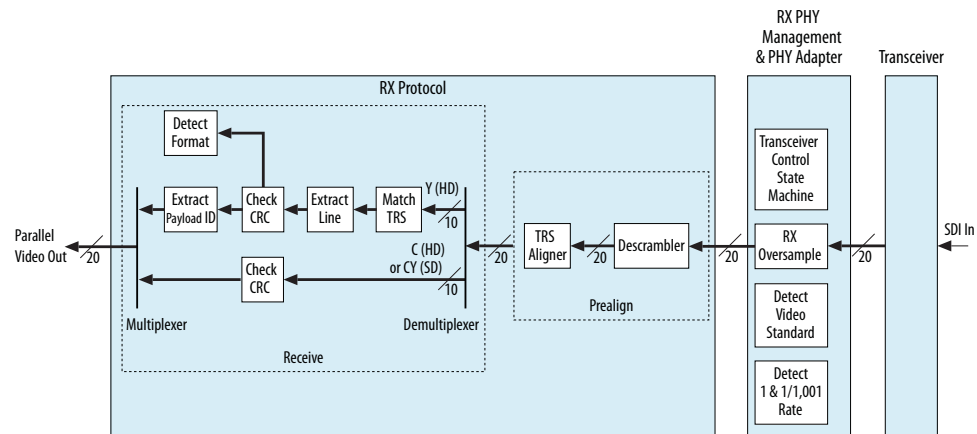 RX PHY
Management
& PHY Adapter
Transceiver
RX Protocol
Detect
Format
Transceiver
Control
State
Machine
Y (HD)
Extract
Payload ID
Check
CRC
Extract
Line
Match
TRS
10
Parallel
Video Out
20
C (HD)
or CY (SD)
20
TRS
Aligner
20
Descrambler
20
RX
Oversample
20
SDI In
Check
CRC
10
Prealign
Detect
Video
Standard
Multiplexer
Demultiplexer
Receive
Detect
1 & 1/1,001
Rate